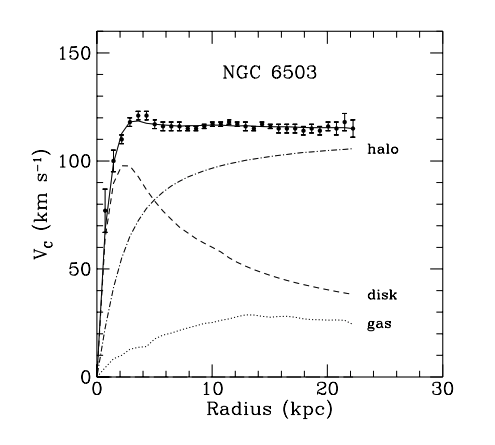 NGC 6503
150
100
50
0
V_c (km s⁻¹)
halo
disk
gas
0 10 20 30
Radius (kpc)